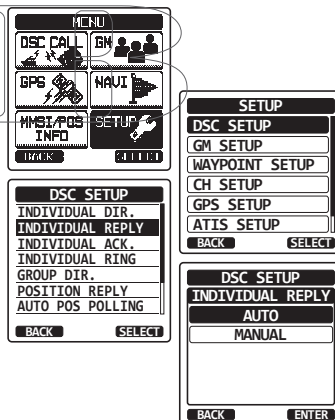 MENU
DSC CALL
GM
GPS
NAVI
MMSI/POS
INFO
SETUP
BACK
SELECT
SETUP
DSC SETUP
GM SETUP
WAYPOINT SETUP
CH SETUP
GPS SETUP
ATIS SETUP
BACK SELECT
DSC SETUP
INDIVIDUAL DIR.
INDIVIDUAL REPLY
INDIVIDUAL ACK.
INDIVIDUAL RING
GROUP DIR.
POSITION REPLY
AUTO POS POLLING
BACK SELECT
DSC SETUP
INDIVIDUAL REPLY
AUTO
MANUAL
BACK ENTER